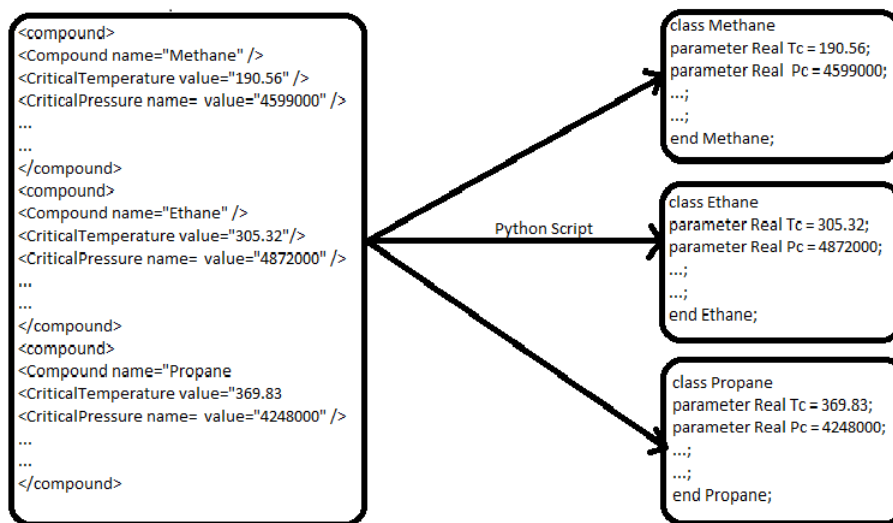 <compound>
<Compound name="Methane" />
<CriticalTemperature value="190.56" />
<CriticalPressure name= value="4599000" />
...
...
</compound>
<compound>
<Compound name="Ethane" />
<CriticalTemperature value="305.32"/>
<CriticalPressure name= value="4872000" />
...
...
</compound>
<compound>
<Compound name="Propane
<CriticalTemperature value="369.83
<CriticalPressure name= value="4248000" />
...
...
</compound>
Python Script
class Methane
parameter Real Tc = 190.56;
parameter Real Pc = 4599000;
...;
...;
end Methane;
class Ethane
parameter Real Tc = 305.32;
parameter Real Pc = 4872000;
...;
...;
end Ethane;
class Propane
parameter Real Tc = 369.83;
parameter Real Pc = 4248000;
...;
...;
end Propane;